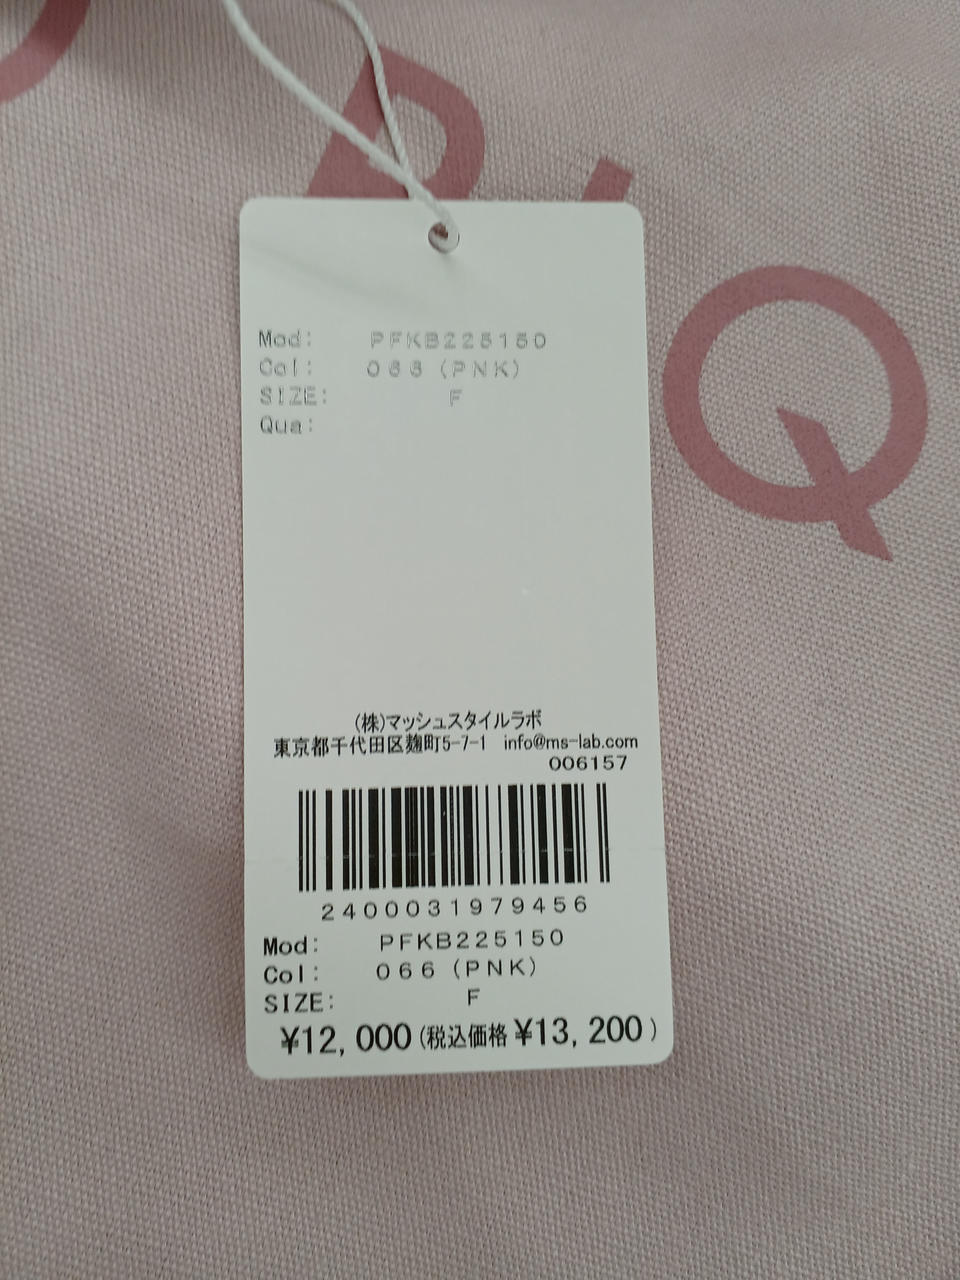 P
Q
Mod: PFKB225150
Col: 066 (PNK)
SIZE: F
Qua:
(株)マッシュスタイルラボ
東京都千代田区麹町5-7-1 info@ms-lab.com
006157
2400031979456
Mod: PFKB225150
Col: 066 (PNK)
SIZE: F
¥12,000(税込価格 ¥13,200)